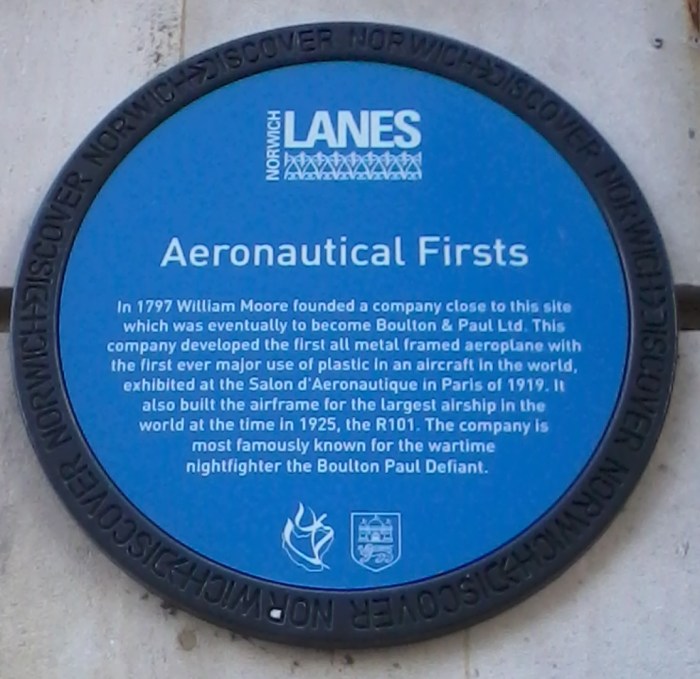 NORWICH
LANES
Aeronautical Firsts
In 1797 William Moore founded a company close to this site
which was eventually to become Boulton & Paul Ltd. This
company developed the first all metal framed aeroplane with
the first ever major use of plastic in an aircraft in the world,
exhibited at the Salon d'Aeronautique in Paris of 1919. It
also built the airframe for the largest airship in the
world at the time in 1925, the R101. The company is
most famously known for the wartime
nightfighter the Boulton Paul Defiant.
DISCOVER NORWICH DISCOVER NORWICH DISCOVER NORWICH DISCOVER NORWICH DISCOVER NORWICH DISCOVER NORWICH